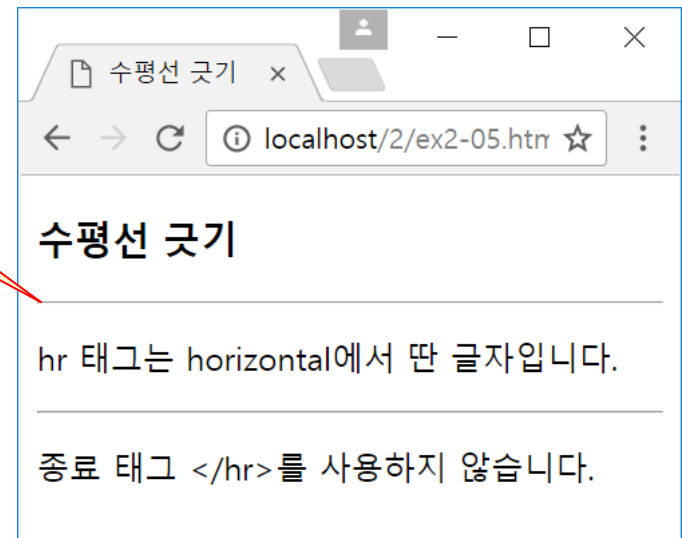 수평선 긋기
localhost/2/ex2-05.htm
수평선 긋기
hr 태그는 horizontal에서 딴 글자입니다.
종료 태그 </hr>를 사용하지 않습니다.